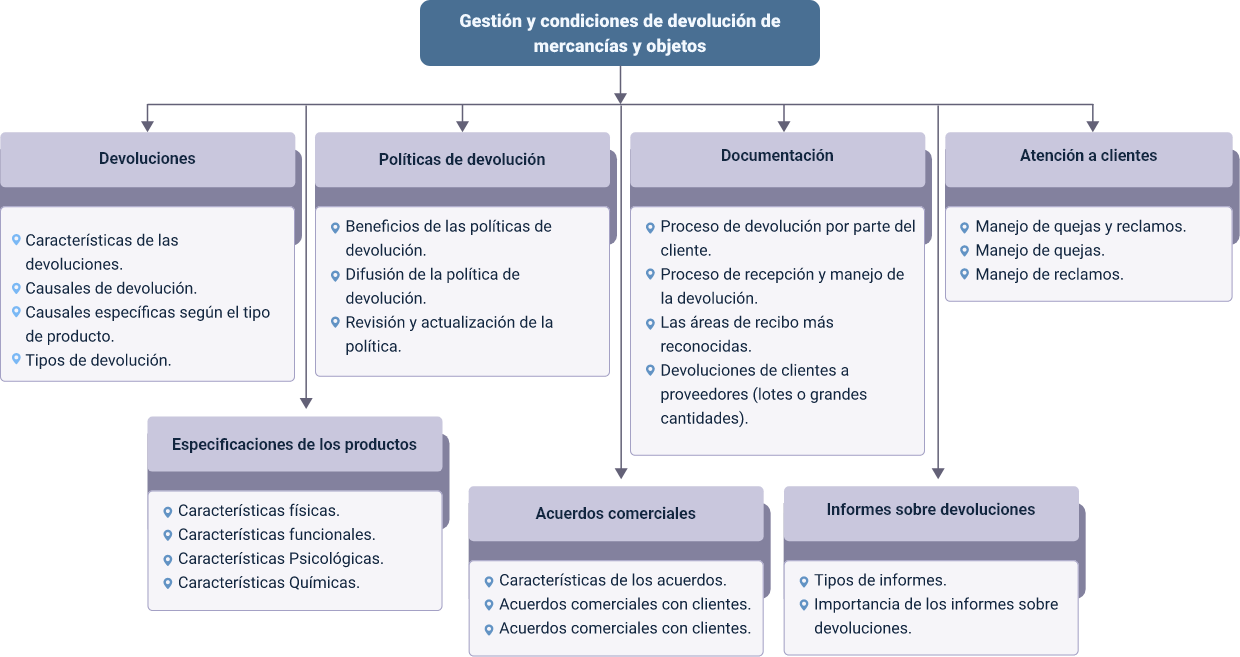 Gestión y condiciones de devolución de
mercancías y objetos
Devoluciones
Características de las
devoluciones.
Causales de devolución.
Causales específicas según el tipo
de producto.
Tipos de devolución.
Políticas de devolución
Beneficios de las políticas de
devolución.
Difusión de la política de
devolución.
Revisión y actualización de la
política.
Documentación
Proceso de devolución por parte del
cliente.
Proceso de recepción y manejo de
la devolución.
Las áreas de recibo más
reconocidas.
Devoluciones de clientes a
proveedores (lotes o grandes
cantidades).
Atención a clientes
Manejo de quejas y reclamos.
Manejo de quejas.
Manejo de reclamos.
Especificaciones de los productos
Características físicas.
Características funcionales.
Características Psicológicas.
Características Químicas.
Acuerdos comerciales
Características de los acuerdos.
Acuerdos comerciales con clientes.
Acuerdos comerciales con clientes.
Informes sobre devoluciones
Tipos de informes.
Importancia de los informes sobre
devoluciones.